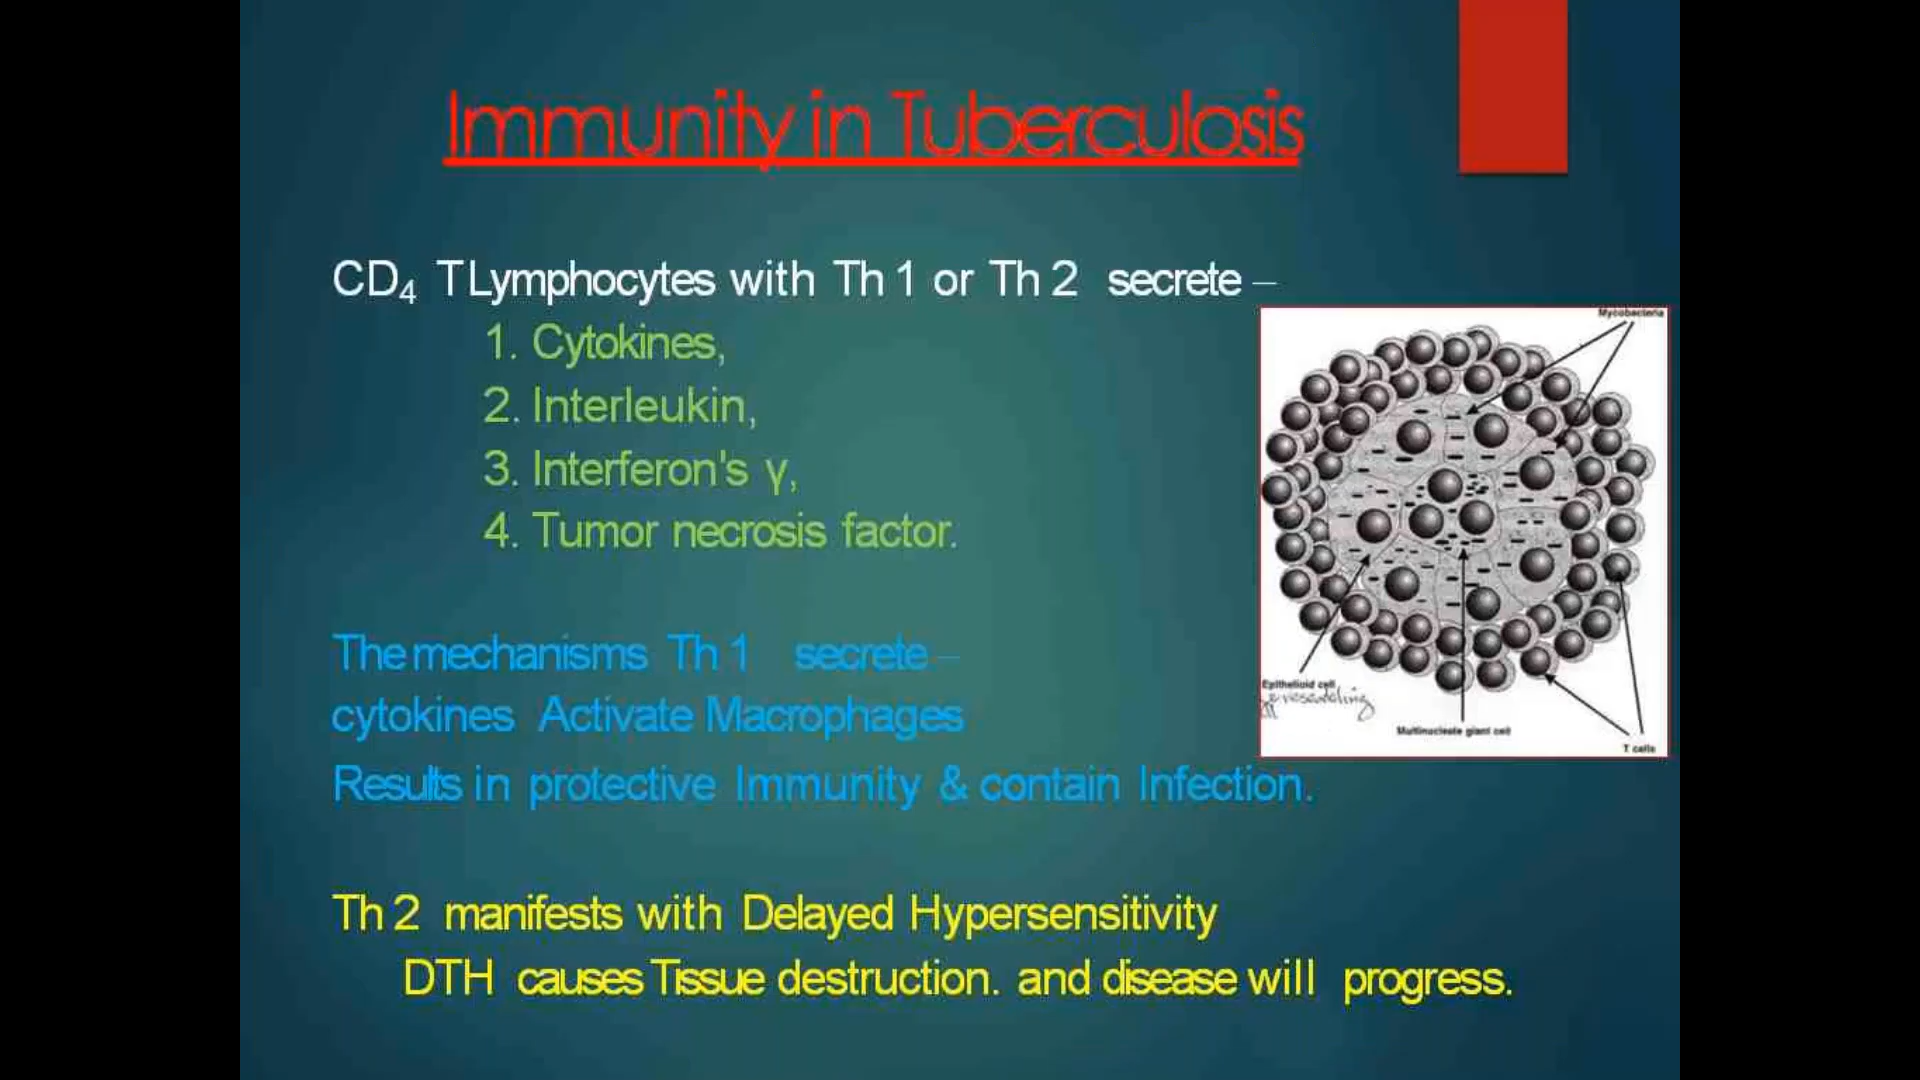 Immunity in Tuberculosis
CD4 T Lymphocytes with Th 1 or Th 2 secrete –
1. Cytokines,
2. Interleukin,
3. Interferon's γ,
4. Tumor necrosis factor.
The mechanisms Th 1 secrete –
cytokines Activate Macrophages
Results in protective Immunity & contain Infection.
Th 2 manifests with Delayed Hypersensitivity
DTH causes Tissue destruction. and disease will progress.
Mycobacteria
Epithelioid cell
Multinucleate giant cell
T cells